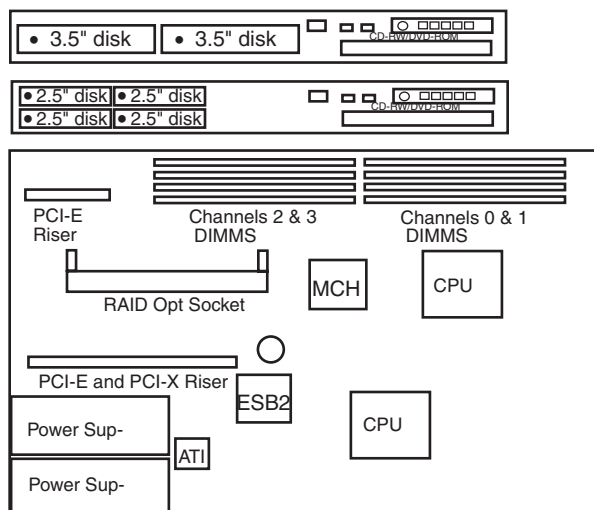 • 3.5" disk • 3.5" disk
CD-RW/DVD-ROM
• 2.5" disk • 2.5" disk
CD-RW/DVD-ROM
• 2.5" disk • 2.5" disk
PCI-E
Riser
Channels 2 & 3
DIMMS
Channels 0 & 1
DIMMS
RAID Opt Socket
MCH
CPU
PCI-E and PCI-X Riser
ESB2
CPU
Power Sup-
ATI
Power Sup-